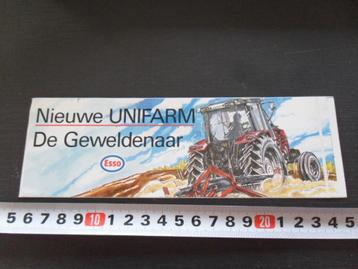 Nieuwe UNIFARM
De Geweldenaar
Esso
5 6 7 8 9 10 1 2 3 4 5 6 7 8 9 20 1 2 3 4 5